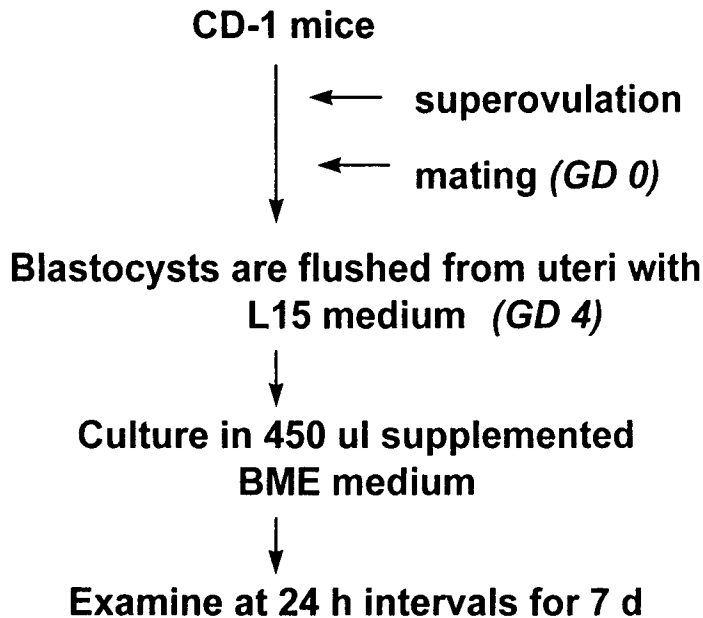 CD-1 mice
superovulation
mating (GD 0)
Blastocysts are flushed from uteri with
L15 medium (GD 4)
Culture in 450 ul supplemented
BME medium
Examine at 24 h intervals for 7 d